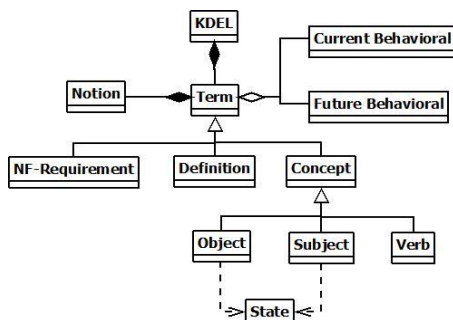 KDEL
Current Behavioral
Notion
Term
Future Behavioral
NF-Requirement
Definition
Concept
Object
Subject
Verb
State